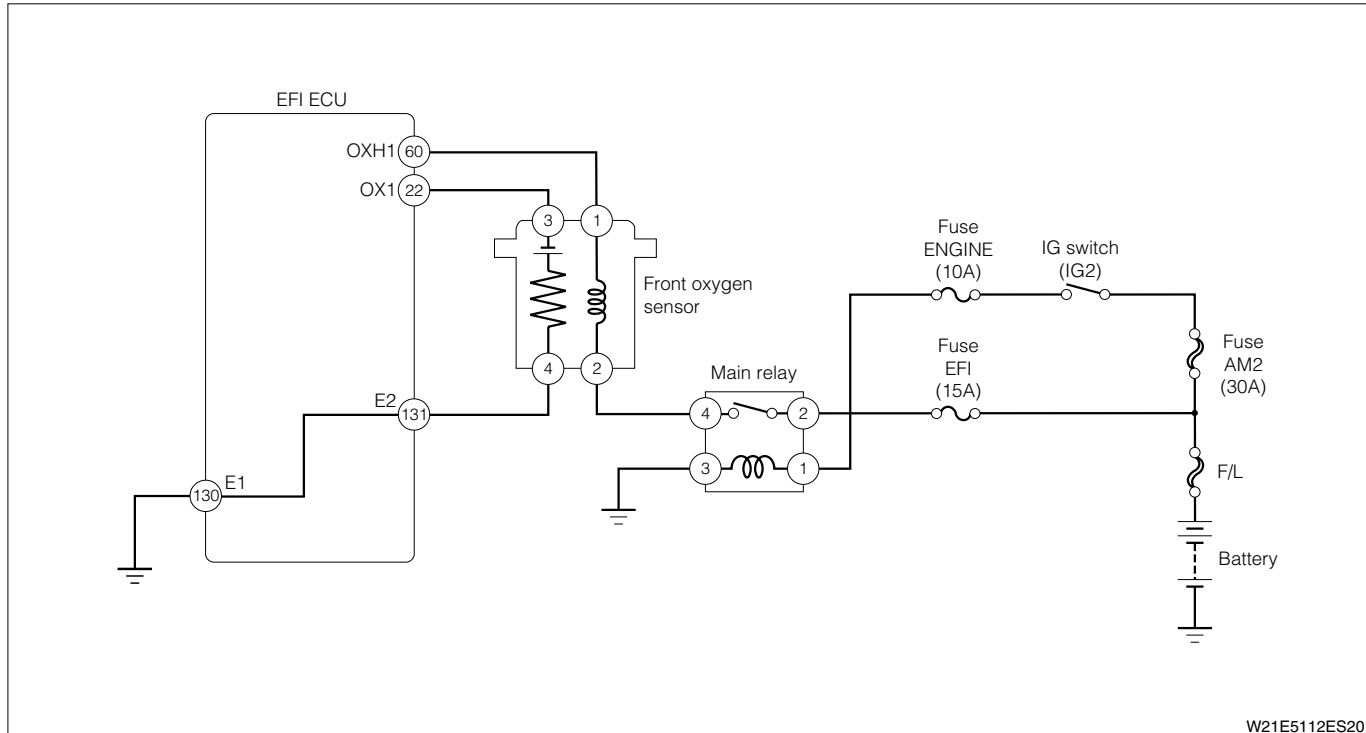 EFI ECU
OXH1 60
OX1 22
3 1
Front oxygen
sensor
4 2
E2 131
130 E1
Main relay
4 2
3 1
Fuse
ENGINE
(10A)
IG switch
(IG2)
Fuse
EFI
(15A)
Fuse
AM2
(30A)
F/L
Battery
W21E5112ES20